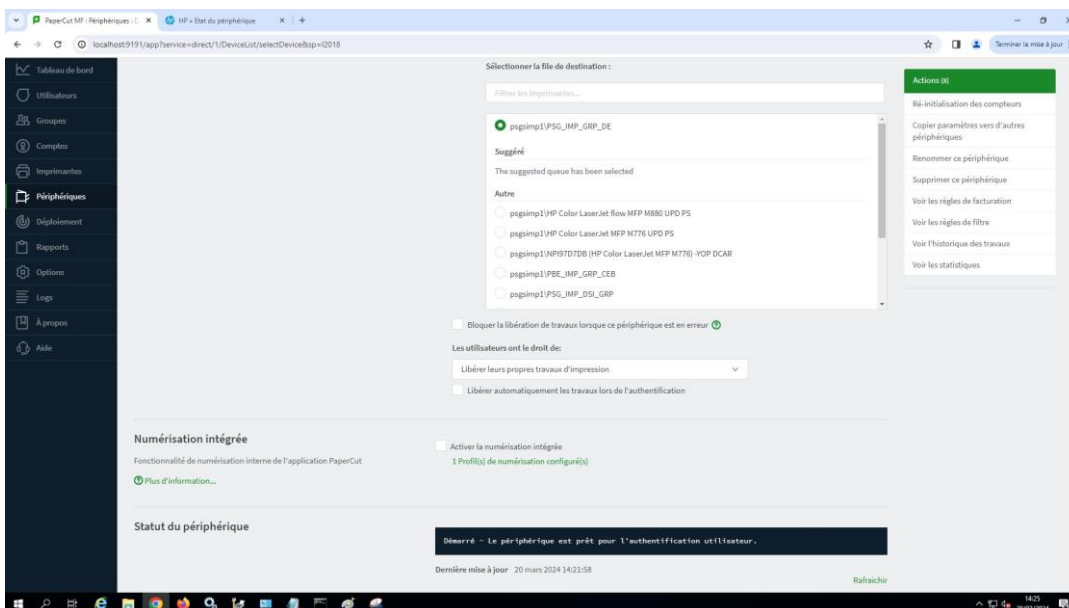 PaperCut MF : Périphériques : D
HP - Etat du périphérique
localhost:9191/app?service=direct/1/DeviceList/selectDevice&sp=l2018
Terminer la mise à jour
Tableau de bord
Utilisateurs
Groupes
Comptes
Imprimantes
Périphériques
Déploiement
Rapports
Options
Logs
À propos
Aide
Sélectionner la file de destination :
Filtrer les imprimantes...
psgsimp1\PSG_IMP_GRP_DE
Suggéré
The suggested queue has been selected
Autre
psgsimp1\HP Color LaserJet flow MFP M880 UPD PS
psgsimp1\HP Color LaserJet MFP M776 UPD PS
psgsimp1\NPI97D7DB (HP Color LaserJet MFP M776) -YOP DCAR
psgsimp1\PBE_IMP_GRP_CEB
psgsimp1\PSG_IMP_DSI_GRP
Bloquer la libération de travaux lorsque ce périphérique est en erreur
Les utilisateurs ont le droit de:
Libérer leurs propres travaux d'impression
Libérer automatiquement les travaux lors de l'authentification
Actions (8)
Ré-initialisation des compteurs
Copier paramètres vers d'autres
périphériques
Renommer ce périphérique
Supprimer ce périphérique
Voir les règles de facturation
Voir les règles de filtre
Voir l'historique des travaux
Voir les statistiques
Numérisation intégrée
Fonctionnalité de numérisation interne de l'application PaperCut
Plus d'information...
Activer la numérisation intégrée
1 Profil(s) de numérisation configuré(s)
Statut du périphérique
Démarré - Le périphérique est prêt pour l'authentification utilisateur.
Dernière mise à jour 20 mars 2024 14:21:58
Rafraichir
14:25
20/03/2024